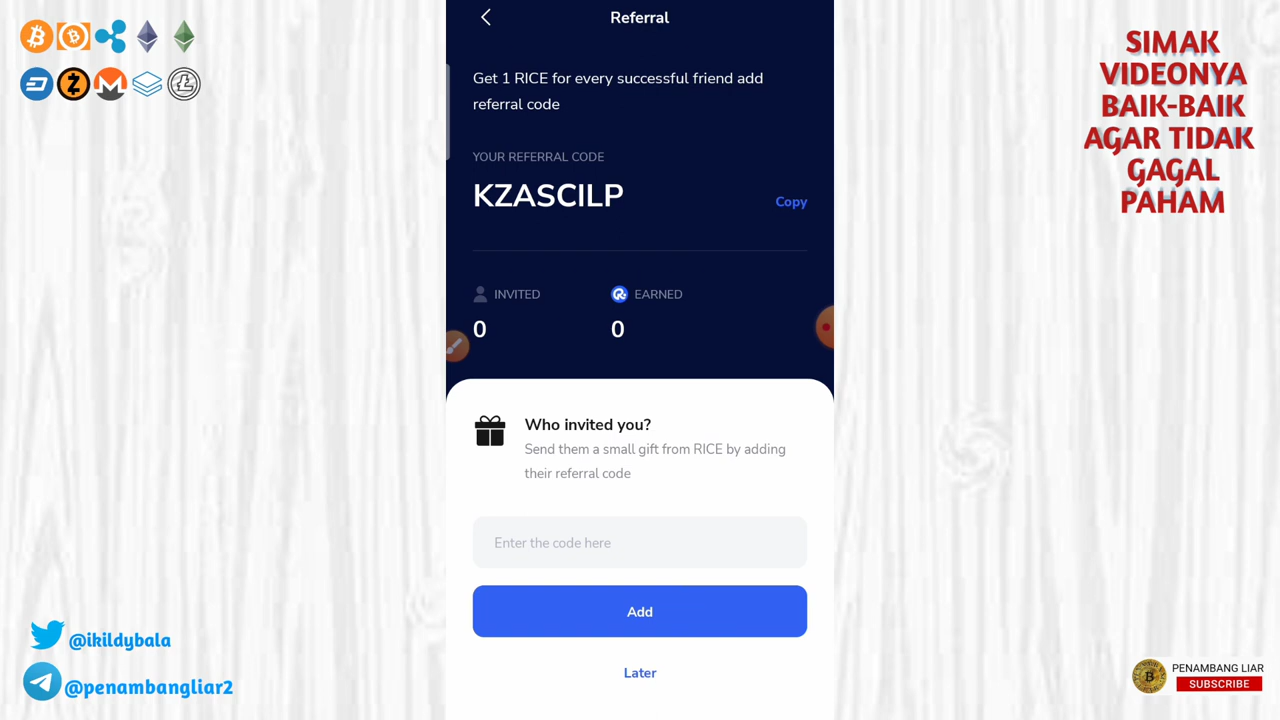 Referral
Get 1 RICE for every successful friend add
referral code
YOUR REFERRAL CODE
KZASCILP
Copy
INVITED
EARNED
0
0
Who invited you?
Send them a small gift from RICE by adding
their referral code
Enter the code here
Add
Later
SIMAK
VIDEONYA
BAIK-BAIK
AGAR TIDAK
GAGAL
PAHAM
@ikildybala
@penambangliar2
PENAMBANG LIAR
SUBSCRIBE